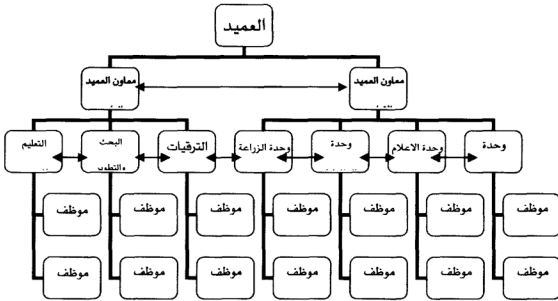 العميد
معاون العميد
معاون العميد
وحدة
وحدة الاعلام
وحدة
وحدة الزراعة
الترقيات
البحث
والتطوير
التعليم
موظف
موظف
موظف
موظف
موظف
موظف
موظف
موظف
موظف
موظف
موظف
موظف
موظف
موظف